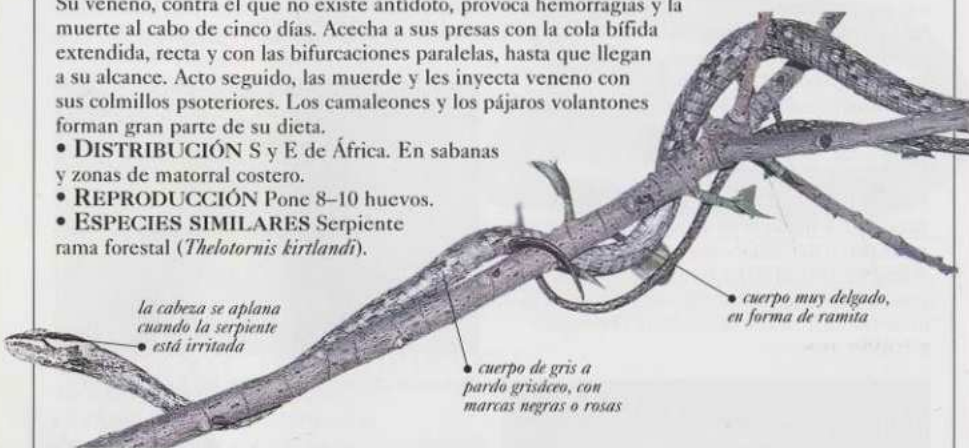 Su veneno, contra el que no existe antídoto, provoca hemorragias y la
muerte al cabo de cinco días. Acecha a sus presas con la cola bífida
extendida, recta y con las bifurcaciones paralelas, hasta que llegan
a su alcance. Acto seguido, las muerde y les inyecta veneno con
sus colmillos psoteriores. Los camaleones y los pájaros volantones
forman gran parte de su dieta.
• DISTRIBUCIÓN S y E de África. En sabanas
y zonas de matorral costero.
• REPRODUCCIÓN Pone 8–10 huevos.
• ESPECIES SIMILARES Serpiente
rama forestal (Thelotornis kirtlandi).
la cabeza se aplana
cuando la serpiente
• está irritada
• cuerpo muy delgado,
en forma de ramita
• cuerpo de gris a
pardo grisáceo, con
marcas negras o rosas